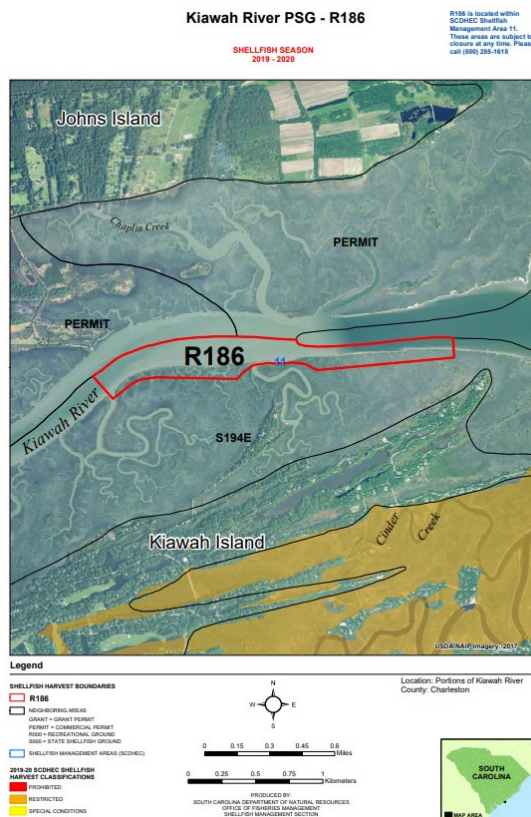 Kiawah River PSG - R186
SHELLFISH SEASON
2019 - 2020
R186 is located within
SCDHEC Shellfish
Management Area 11.
These areas are subject to
closure at any time. Please
call (800) 285-1618
Johns Island
Chaplin Creek
PERMIT
PERMIT
R186
11
Kiawah River
S194E
Kiawah Island
Cinder
Creek
USDA NAIP Imagery, 2017
Legend
SHELLFISH HARVEST BOUNDARIES
R186
NEIGHBORING AREAS
GRANT = GRANT PERMIT
PERMIT = COMMERCIAL PERMIT
R000 = RECREATIONAL GROUND
S000 = STATE SHELLFISH GROUND
SHELLFISH MANAGEMENT AREAS (SCDHEC)
2019-20 SCDHEC SHELLFISH
HARVEST CLASSIFICATIONS
PROHIBITED
RESTRICTED
SPECIAL CONDITIONS
N
W
E
S
0 0.15 0.3 0.45 0.6
Miles
0 0.25 0.5 0.75 1
Kilometers
PRODUCED BY:
SOUTH CAROLINA DEPARTMENT OF NATURAL RESOURCES
OFFICE OF FISHERIES MANAGEMENT
SHELLFISH MANAGEMENT SECTION
Location: Portions of Kiawah River
County: Charleston
SOUTH
CAROLINA
MAP AREA